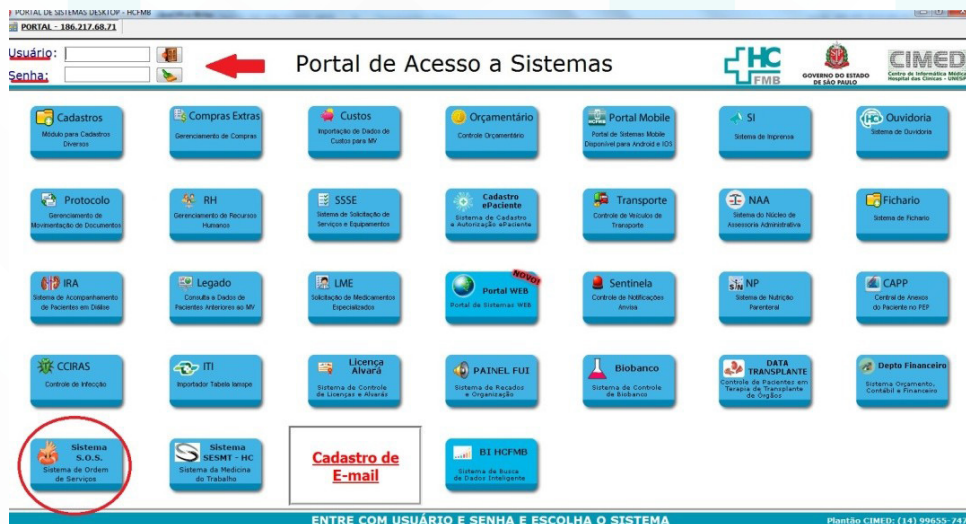 PORTAL DE SISTEMAS DESKTOP - HCFMB
PORTAL - 186.217.68.71
Usuário:
Senha:
Portal de Acesso a Sistemas
HC
FMB
GOVERNO DO ESTADO
DE SÃO PAULO
CIMED
Centro de Informática Médica
Hospital das Clínicas - UNESP
Cadastros
Módulo para Cadastros
Diversos
Compras Extras
Gerenciamento de Compras
Custos
Importação de Dados de
Custos para MV
Orçamentário
Controle Orçamentário
Portal Mobile
Portal de Sistemas Mobile
Disponível para Android e IOS
SI
Sistema de Imprensa
Ouvidoria
Sistema de Ouvidoria
Protocolo
Gerenciamento de
Movimentação de Documentos
RH
Gerenciamento de Recursos
Humanos
SSSE
Sistema de Solicitação de
Serviços e Equipamentos
Cadastro
ePaciente
Sistema de Cadastro
e Autorização ePaciente
Transporte
Controle de Veículos de
Transporte
NAA
Sistema do Núcleo de
Assessoria Administrativa
Fichario
Sistema de Fichario
IRA
Sistema de Acompanhamento
de Pacientes em Diálise
Legado
Consulta a Dados de
Pacientes Anteriores ao MV
LME
Solicitação de Medicamentos
Especializados
NOVO!
Portal WEB
Portal de Sistemas WEB
Sentinela
Controle de Notificações
Anvisa
NP
Sistema de Nutrição
Parenteral
CAPP
Central de Anexos
do Paciente no PEP
CCIRAS
Controle de Infecção
ITI
Importador Tabela Iamspe
Licença
Alvará
Sistema de Controle
de Licenças e Alvarás
PAINEL FUI
Sistema de Recados
e Organização
Biobanco
Sistema de Controle
de Biobanco
DATA
TRANSPLANTE
Controle de Pacientes em
Terapia de Transplante
de Órgãos
Depto Financeiro
Sistema Orçamento,
Contábil e Financeiro
Sistema
S.O.S.
Sistema de Ordem
de Serviços
Sistema
SESMT - HC
Sistema da Medicina
do Trabalho
Cadastro de
E-mail
BI HCFMB
Sistema de Busca
de Dados Inteligente
ENTRE COM USUÁRIO E SENHA E ESCOLHA O SISTEMA
Plantão CIMED: (14) 99655-747